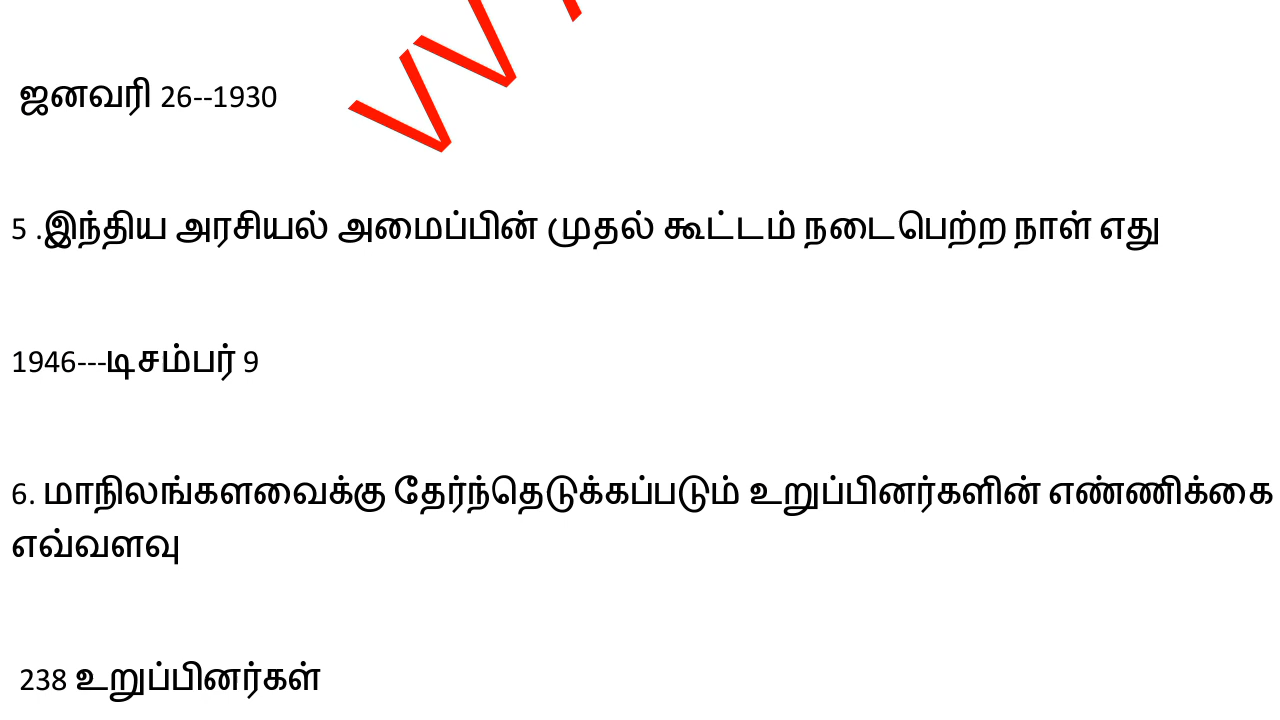 ஜனவரி 26--1930
5 .இந்திய அரசியல் அமைப்பின் முதல் கூட்டம் நடைபெற்ற நாள் எது
1946---டிசம்பர் 9
6. மாநிலங்களவைக்கு தேர்ந்தெடுக்கப்படும் உறுப்பினர்களின் எண்ணிக்கை
எவ்வளவு
238 உறுப்பினர்கள்